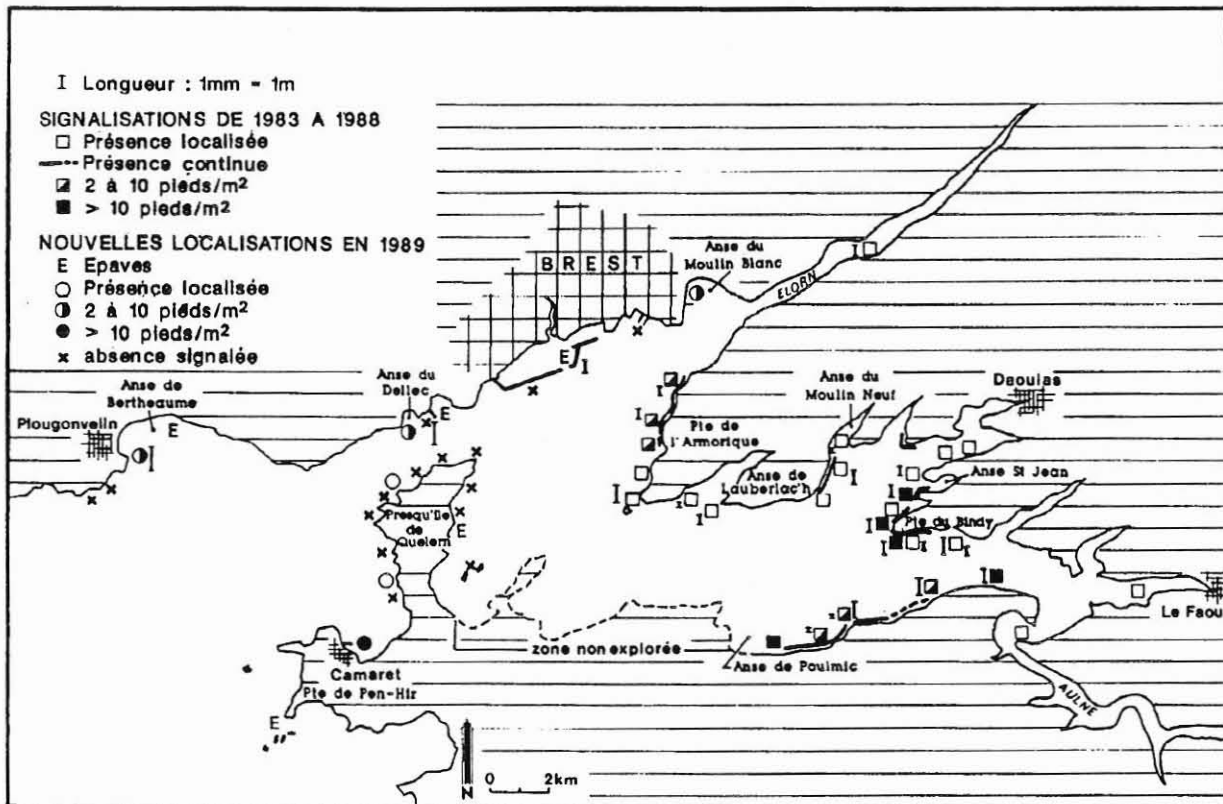 I Longueur : 1mm = 1m
SIGNALISATIONS DE 1983 A 1988
Présence localisée
Présence continue
2 à 10 pieds/m²
> 10 pieds/m²
NOUVELLES LOCALISATIONS EN 1989
E Epaves
Présence localisée
2 à 10 pieds/m²
> 10 pieds/m²
x absence signalée
BREST
Anse du
Moulin Blanc
ELORN
Anse de
Bertheaume
Plougonvelin
E
Anse du
Dellec
E
E
Anse du
Moulin Neuf
Daoulas
Pte de
l'Armorique
Anse de
Lauberlac'h
Anse St Jean
Pte du Bindy
Presqu'île
de
Quelern
E
Le Faou
zone non explorée
Anse de Poulmic
AULNE
Camaret
Pte de Pen-Hir
E
N
0 2km